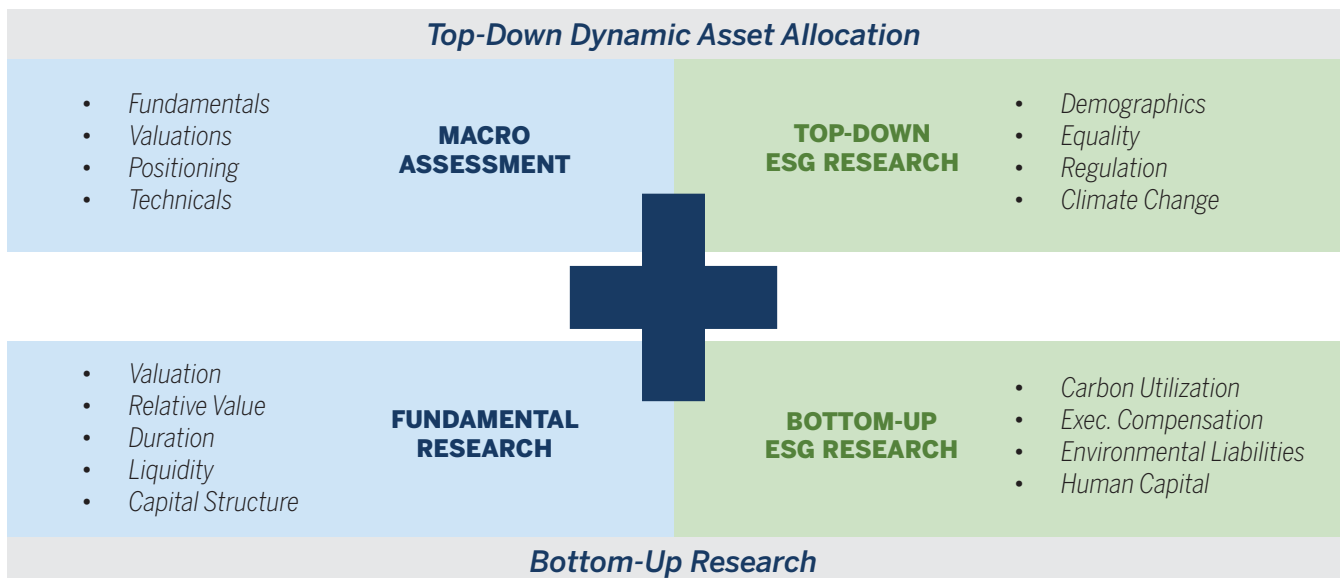 Top-Down Dynamic Asset Allocation
• Fundamentals
• Valuations
• Positioning
• Technicals
MACRO
ASSESSMENT
TOP-DOWN
ESG RESEARCH
• Demographics
• Equality
• Regulation
• Climate Change
• Valuation
• Relative Value
• Duration
• Liquidity
• Capital Structure
FUNDAMENTAL
RESEARCH
BOTTOM-UP
ESG RESEARCH
• Carbon Utilization
• Exec. Compensation
• Environmental Liabilities
• Human Capital
Bottom-Up Research